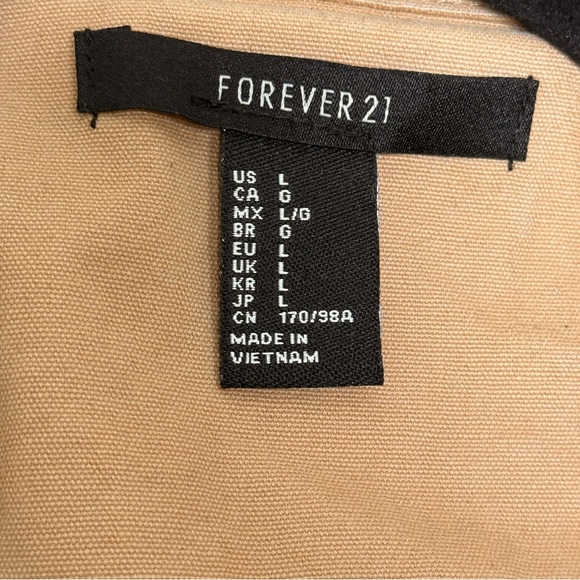 FOREVER 21
US L
CA G
MX L/G
BR G
EU L
UK L
KR L
JP L
CN 170/98A
MADE IN
VIETNAM